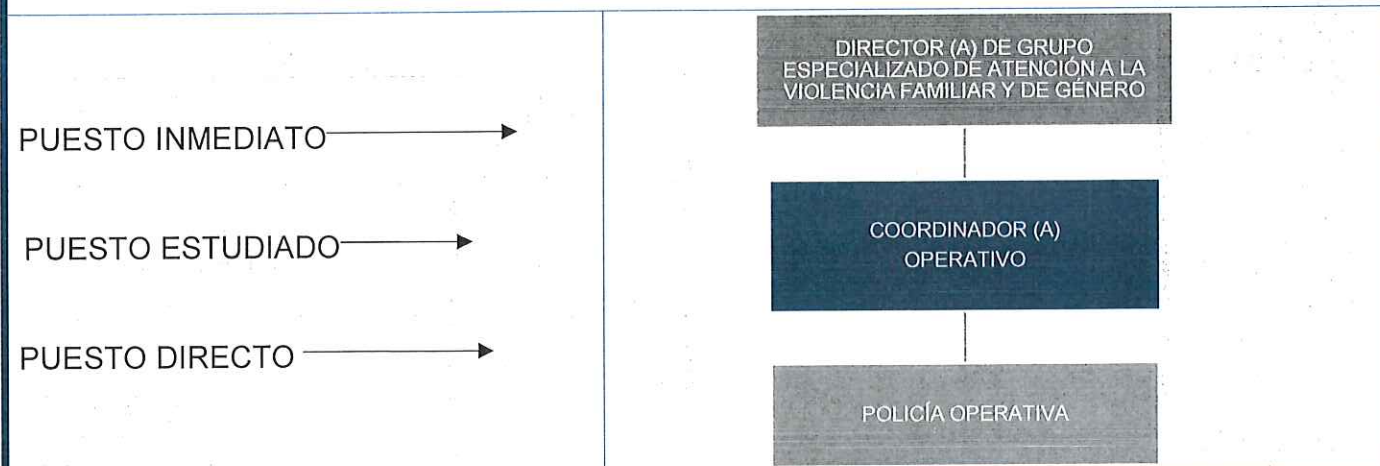 DIRECTOR (A) DE GRUPO
ESPECIALIZADO DE ATENCIÓN A LA
VIOLENCIA FAMILIAR Y DE GÉNERO
PUESTO INMEDIATO
PUESTO ESTUDIADO
COORDINADOR (A)
OPERATIVO
PUESTO DIRECTO
POLICÍA OPERATIVA